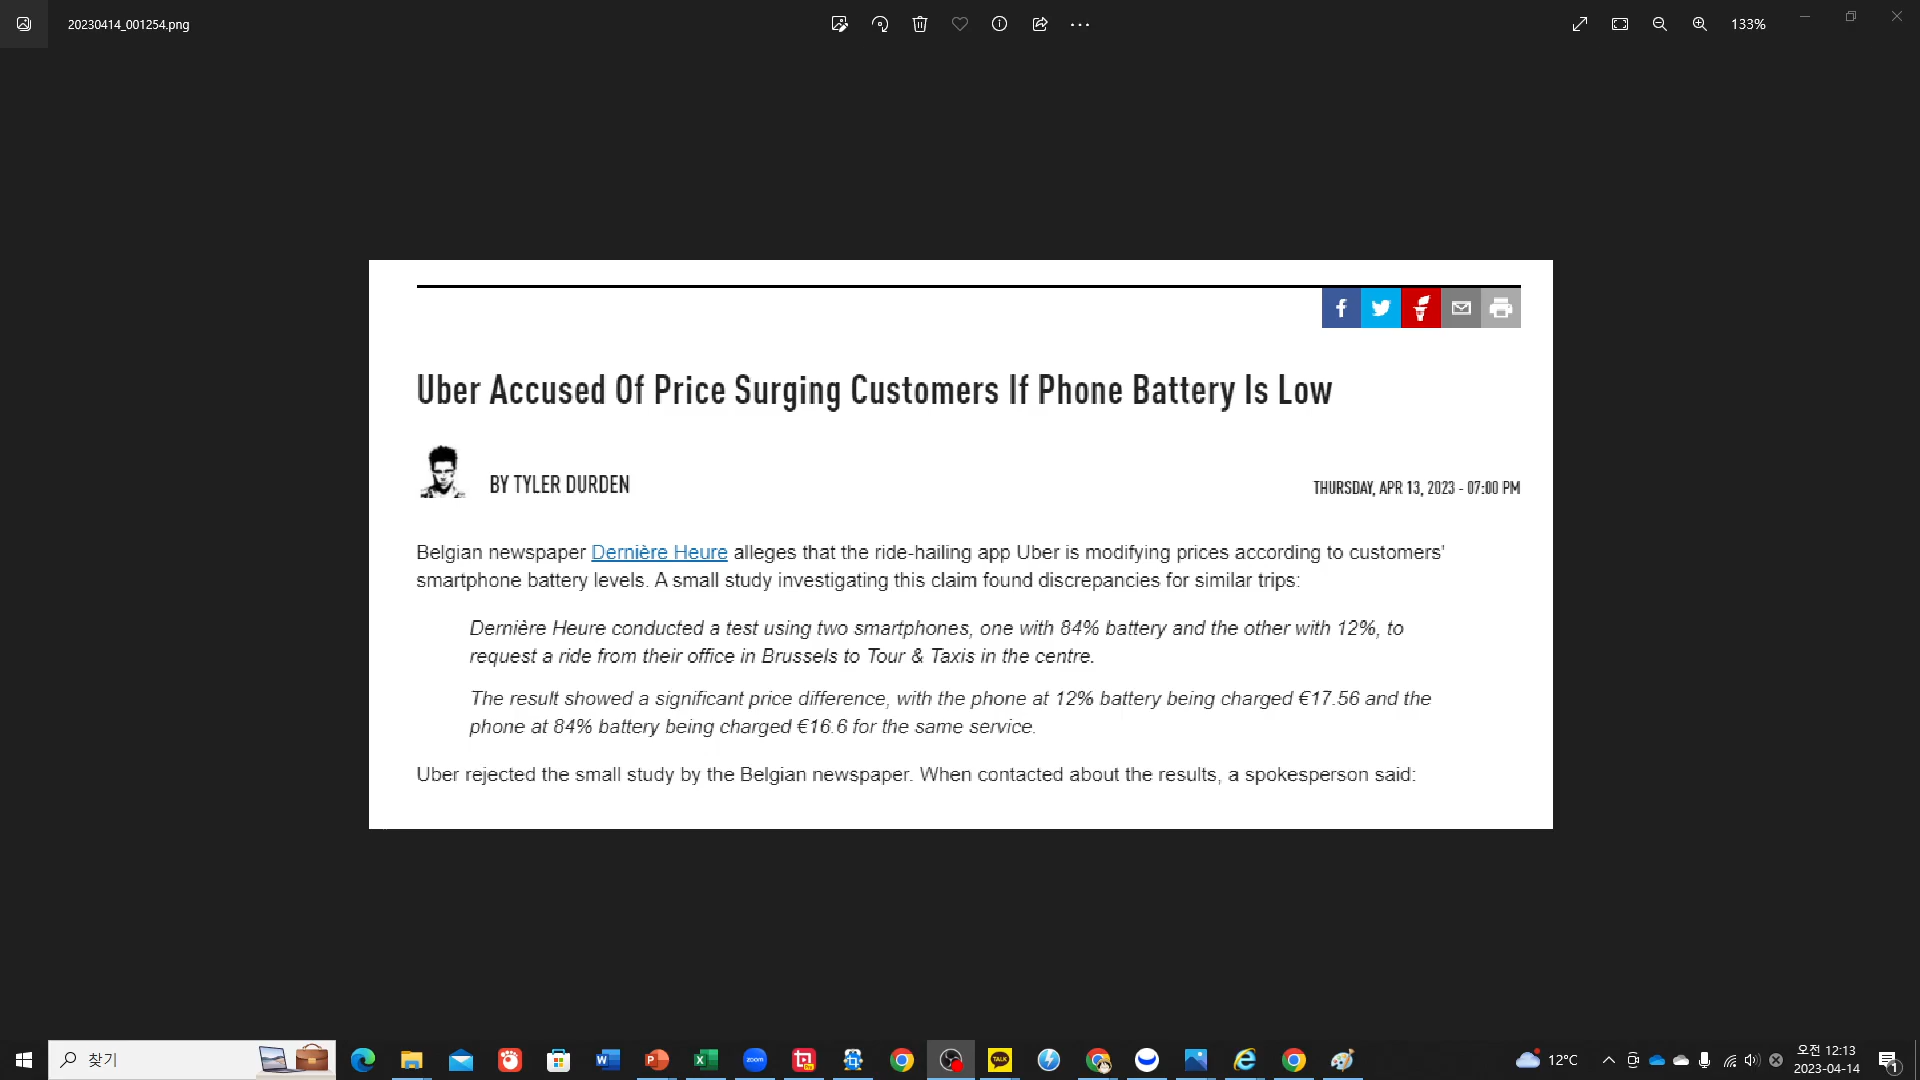 20230414_001254.png
133%
Uber Accused Of Price Surging Customers If Phone Battery Is Low
BY TYLER DURDEN
THURSDAY, APR 13, 2023 - 07:00 PM
Belgian newspaper Dernière Heure alleges that the ride-hailing app Uber is modifying prices according to customers'
smartphone battery levels. A small study investigating this claim found discrepancies for similar trips:
Dernière Heure conducted a test using two smartphones, one with 84% battery and the other with 12%, to
request a ride from their office in Brussels to Tour & Taxis in the centre.
The result showed a significant price difference, with the phone at 12% battery being charged €17.56 and the
phone at 84% battery being charged €16.6 for the same service.
Uber rejected the small study by the Belgian newspaper. When contacted about the results, a spokesperson said:
찾기
zoom
TALK
12°C
오전 12:13
2023-04-14
1